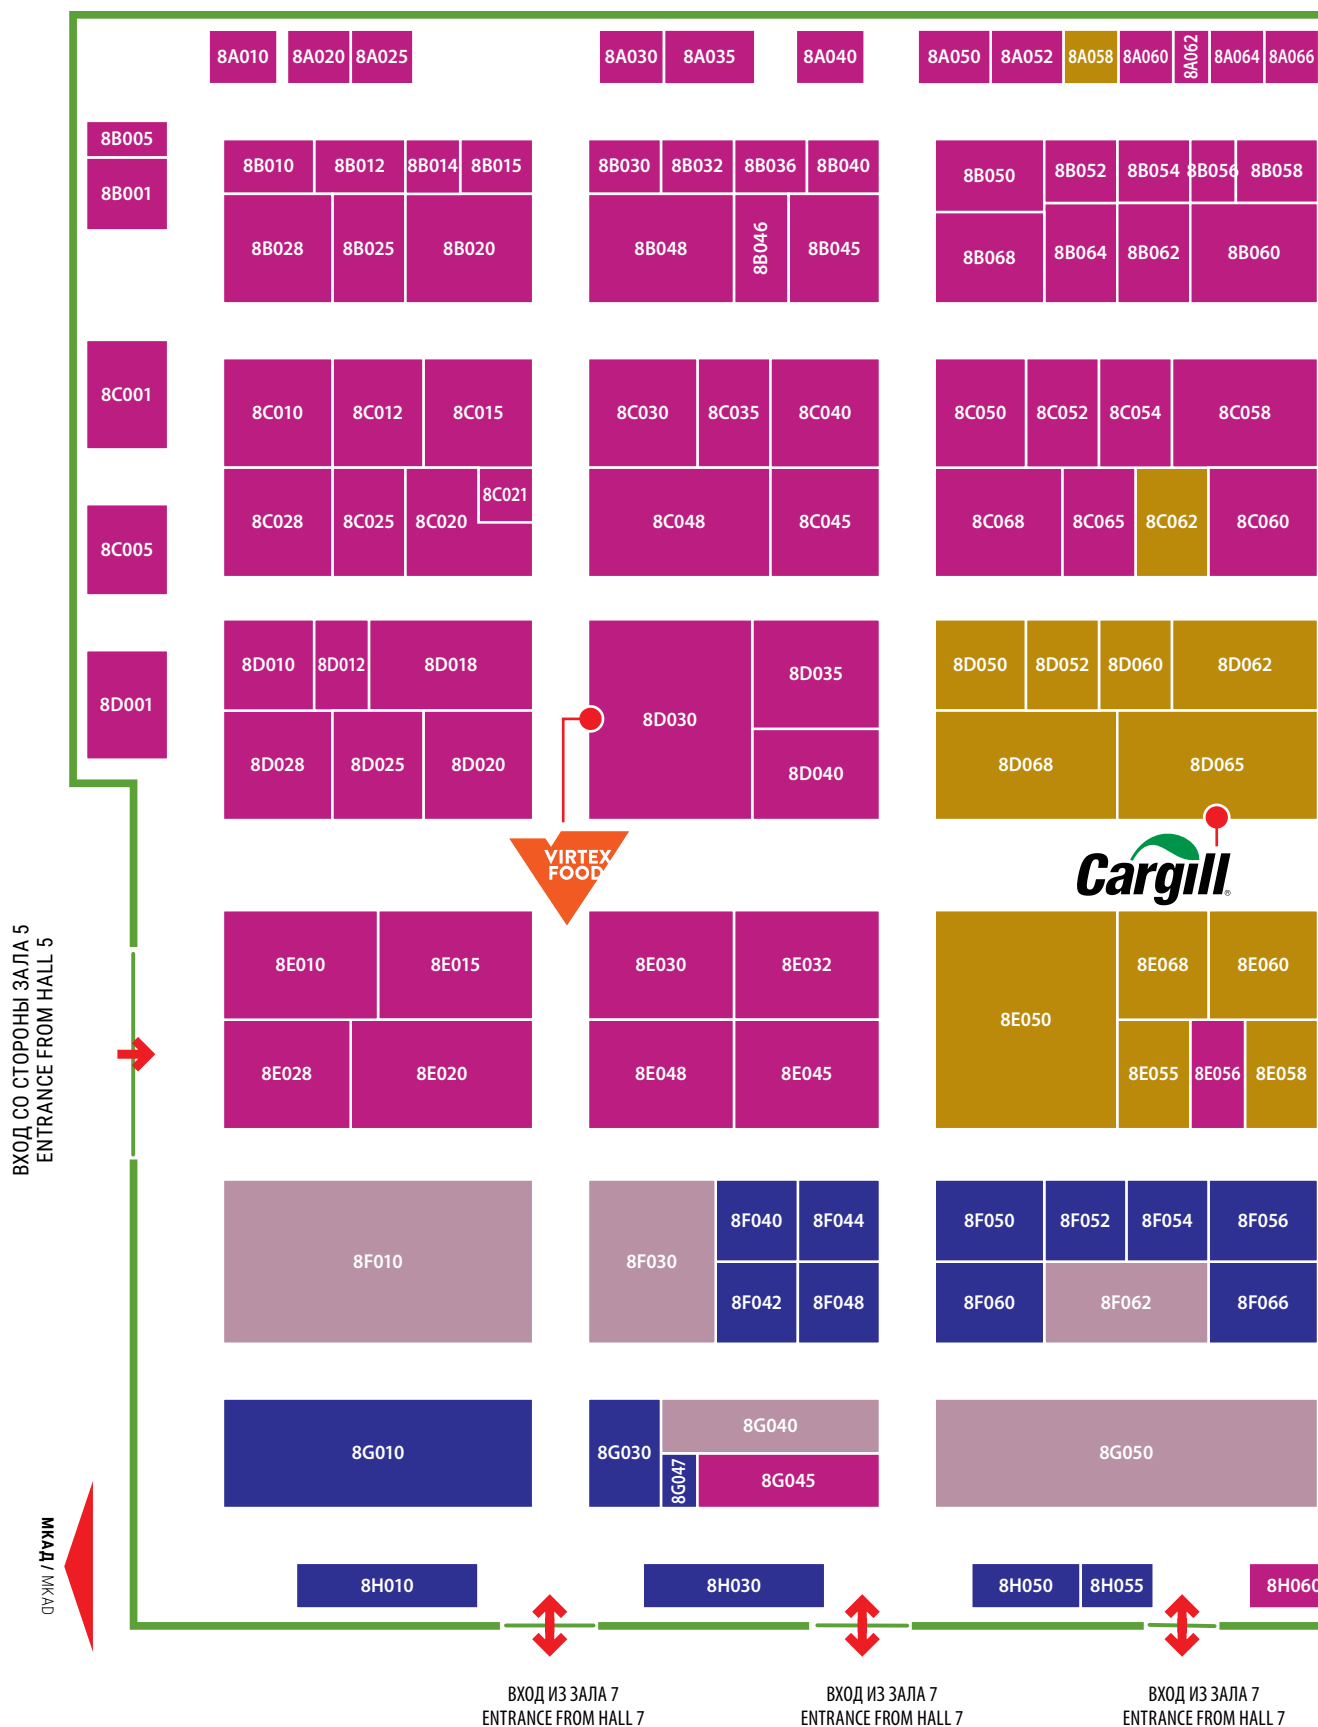 8A010 8A020 8A025 8A030 8A035 8A040 8A050 8A052 8A058 8A060 8A062 8A064 8A066
8B005
8B001
8B010 8B012 8B014 8B015 8B030 8B032 8B036 8B040 8B050 8B052 8B054 8B056 8B058
8B028 8B025 8B020 8B048 8B046 8B045 8B068 8B064 8B062 8B060
8C001
8C010 8C012 8C015 8C030 8C035 8C040 8C050 8C052 8C054 8C058
8C021
8C005
8C028 8C025 8C020 8C048 8C045 8C068 8C065 8C062 8C060
8D001
8D010 8D012 8D018 8D030 8D035 8D050 8D052 8D060 8D062
8D028 8D025 8D020 8D040 8D068 8D065
VIRTEX
FOOD
Cargill
®
8E010 8E015 8E030 8E032 8E050 8E068 8E060
8E028 8E020 8E048 8E045 8E055 8E056 8E058
ВХОД СО СТОРОНЫ ЗАЛА 5
ENTRANCE FROM HALL 5
8F010 8F030 8F040 8F044 8F050 8F052 8F054 8F056
8F042 8F048 8F060 8F062 8F066
8G010 8G030 8G040 8G050
8G047 8G045
МКАД / MKAD
8H010 8H030 8H050 8H055 8H060
ВХОД ИЗ ЗАЛА 7
ENTRANCE FROM HALL 7
ВХОД ИЗ ЗАЛА 7
ENTRANCE FROM HALL 7
ВХОД ИЗ ЗАЛА 7
ENTRANCE FROM HALL 7